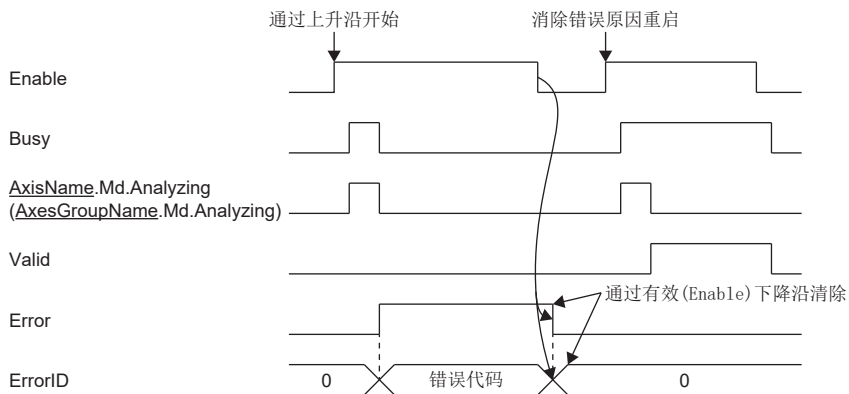 通过上升沿开始
消除错误原因重启
Enable
Busy
AxisName.Md.Analyzing
(AxesGroupName.Md.Analyzing)
Valid
通过有效(Enable)下降沿清除
Error
ErrorID
0
错误代码
0